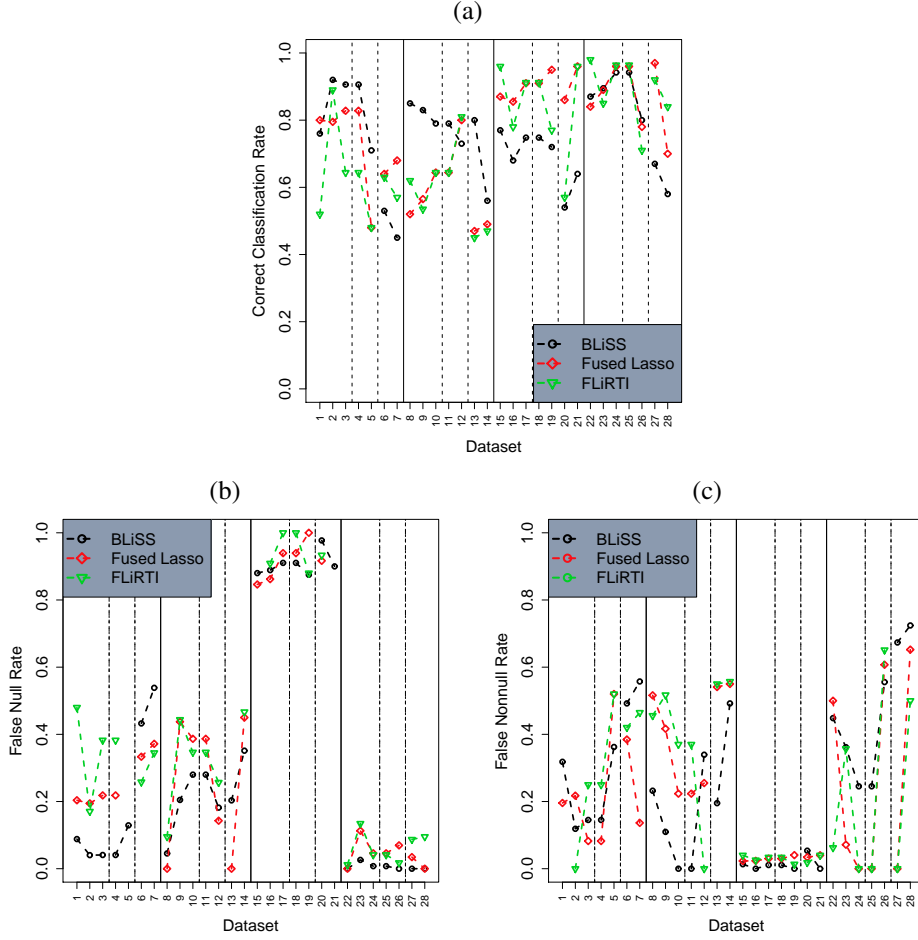 (a)
Correct Classification Rate
1.0
0.8
0.6
0.4
0.2
0.0
BLiSS
Fused Lasso
FLiRTI
1 2 3 4 5 6 7 8 9 10 11 12 13 14 15 16 17 18 19 20 21 22 23 24 25 26 27 28
Dataset
(b)
False Null Rate
1.0
0.8
0.6
0.4
0.2
0.0
BLiSS
Fused Lasso
FLiRTI
1 2 3 4 5 6 7 8 9 10 11 12 13 14 15 16 17 18 19 20 21 22 23 24 25 26 27 28
Dataset
(c)
False Nonnull Rate
1.0
0.8
0.6
0.4
0.2
0.0
BLiSS
Fused Lasso
FLiRTI
1 2 3 4 5 6 7 8 9 10 11 12 13 14 15 16 17 18 19 20 21 22 23 24 25 26 27 28
Dataset